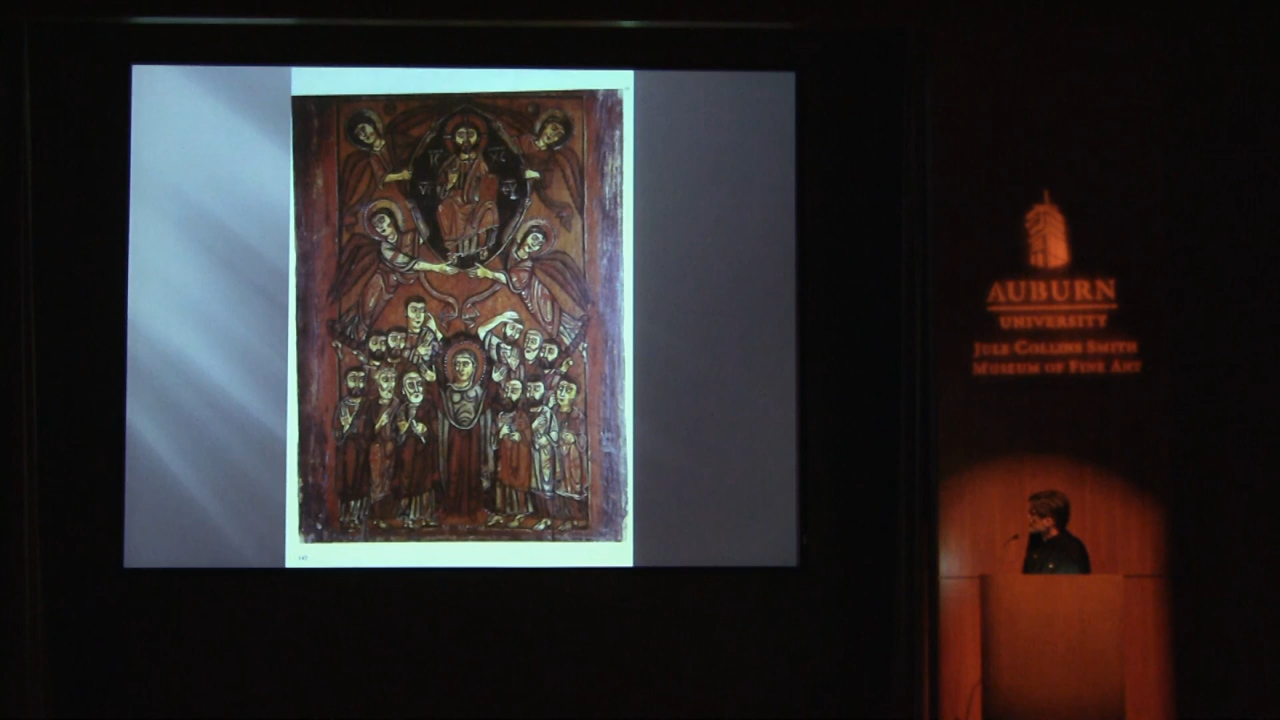 AUBURN
UNIVERSITY
JULE COLLINS SMITH
MUSEUM OF FINE ART